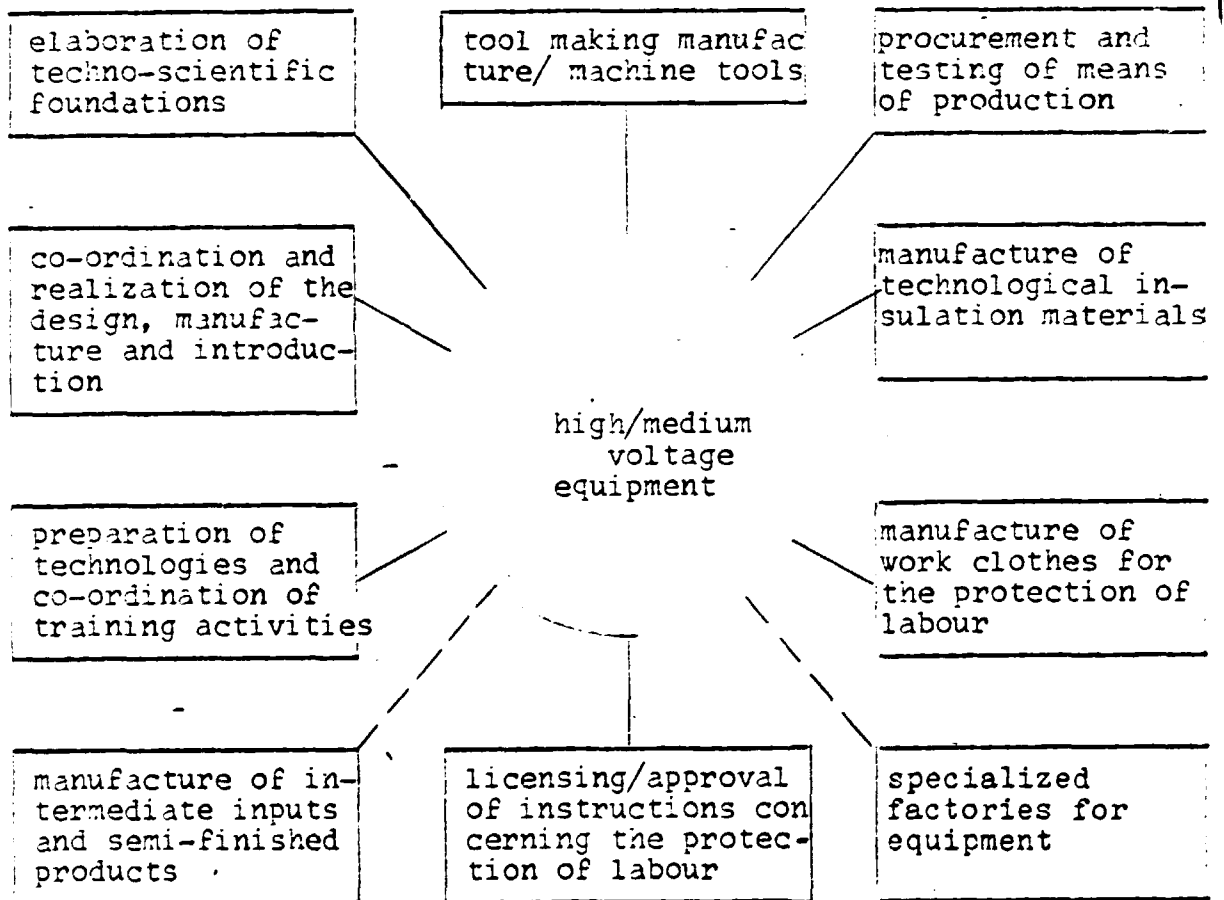 elaboration of
techno-scientific
foundations
tool making manufac
ture/ machine tools
procurement and
testing of means
of production
co-ordination and
realization of the
design, manufac-
ture and introduc-
tion
manufacture of
technological in-
sulation materials
high/medium
voltage
equipment
preparation of
technologies and
co-ordination of
training activities
manufacture of
work clothes for
the protection of
labour
manufacture of in-
termediate inputs
and semi-finished
products
licensing/approval
of instructions con
cerning the protec-
tion of labour
specialized
factories for
equipment